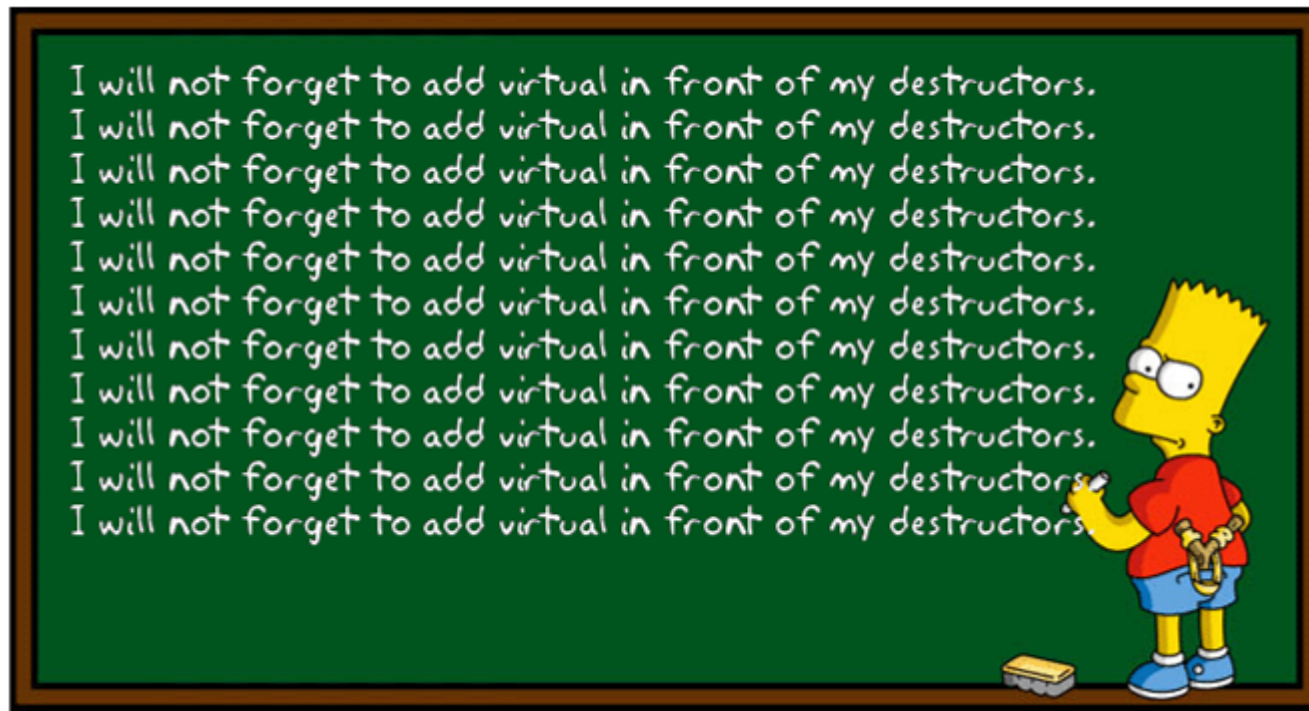 I will not forget to add virtual in front of my destructors.
I will not forget to add virtual in front of my destructors.
I will not forget to add virtual in front of my destructors.
I will not forget to add virtual in front of my destructors.
I will not forget to add virtual in front of my destructors.
I will not forget to add virtual in front of my destructors.
I will not forget to add virtual in front of my destructors.
I will not forget to add virtual in front of my destructors.
I will not forget to add virtual in front of my destructors.
I will not forget to add virtual in front of my destructors
I will not forget to add virtual in front of my destructors.